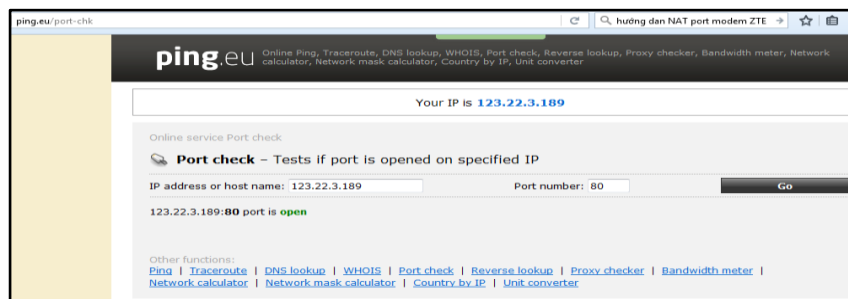 ping.eu/port-chk
hướng dan NAT port modem ZTE
ping.eu Online Ping, Traceroute, DNS lookup, WHOIS, Port check, Reverse lookup, Proxy checker, Bandwidth meter, Network
calculator, Network mask calculator, Country by IP, Unit converter
Your IP is 123.22.3.189
Online service Port check
Port check – Tests if port is opened on specified IP
IP address or host name: 123.22.3.189 Port number: 80 Go
123.22.3.189:80 port is open
Other functions:
Ping | Traceroute | DNS lookup | WHOIS | Port check | Reverse lookup | Proxy checker | Bandwidth meter |
Network calculator | Network mask calculator | Country by IP | Unit converter